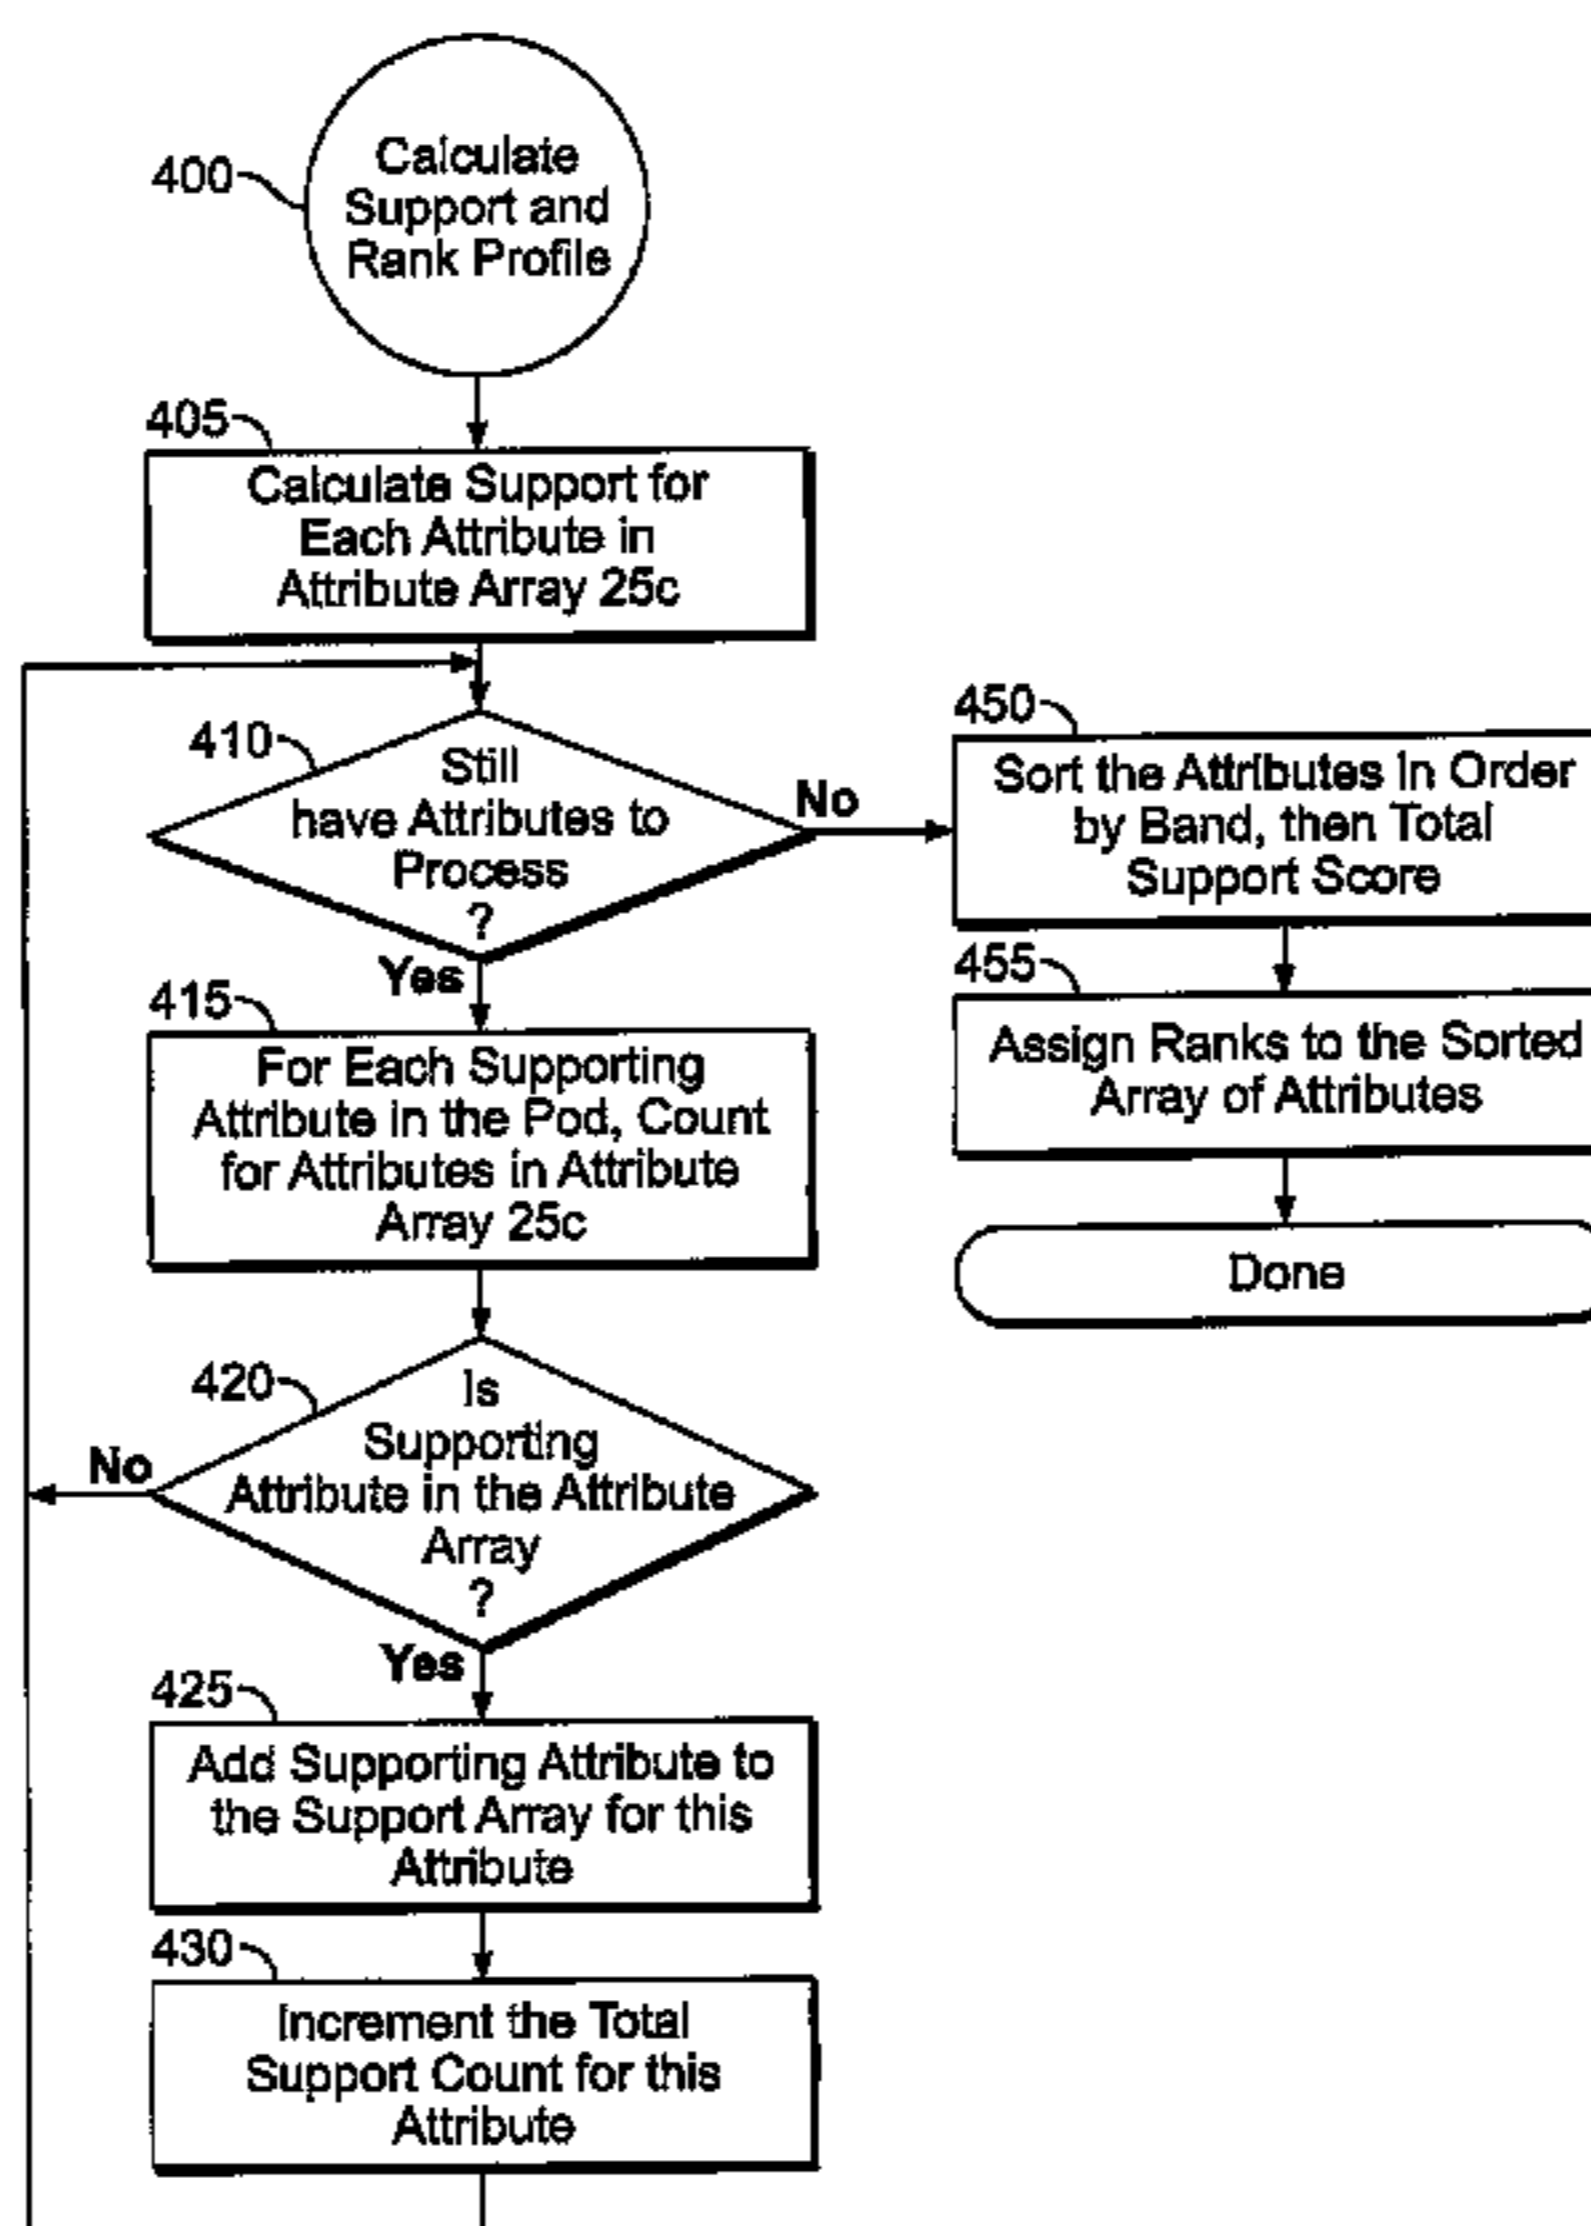 400
Calculate
Support and
Rank Profile
405
Calculate Support for
Each Attribute in
Attribute Array 25c
410
Still
have Attributes to
Process
?
No
Yes
450
Sort the Attributes in Order
by Band, then Total
Support Score
455
Assign Ranks to the Sorted
Array of Attributes
Done
415
For Each Supporting
Attribute in the Pod, Count
for Attributes in Attribute
Array 25c
420
Is
Supporting
Attribute in the Attribute
Array
?
No
Yes
425
Add Supporting Attribute to
the Support Array for this
Attribute
430
Increment the Total
Support Count for this
Attribute